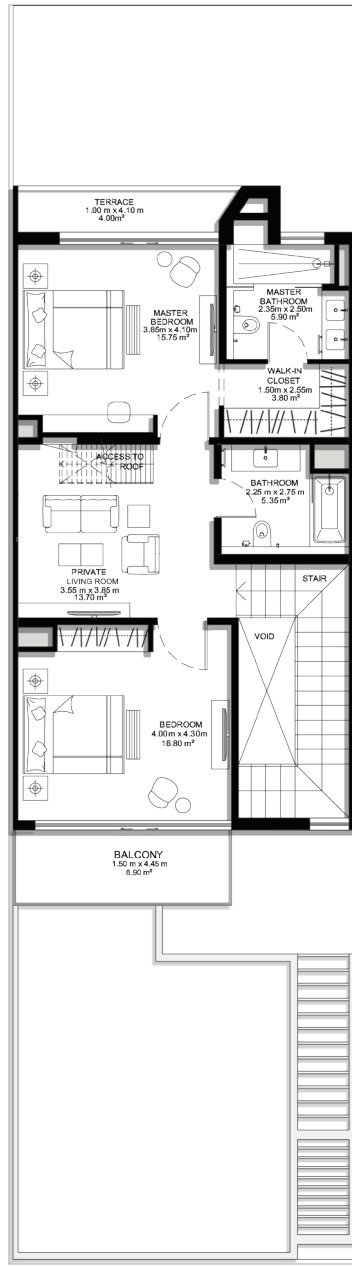 TERRACE
1.00 m x 4.10 m
4.00m²
MASTER
BEDROOM
3.85m x 4.10m
15.75 m²
MASTER
BATHROOM
2.35m x 2.50m
5.90 m²
WALK-IN
CLOSET
1.50m x 2.55m
3.80 m²
ACCESS TO
ROOF
BATHROOM
2.25 m x 2.75 m
5.35m²
PRIVATE
LIVING ROOM
3.55 m x 3.85 m
13.70 m²
STAIR
VOID
BEDROOM
4.00m x 4.30m
16.80 m²
BALCONY
1.50 m x 4.45 m
6.90 m²